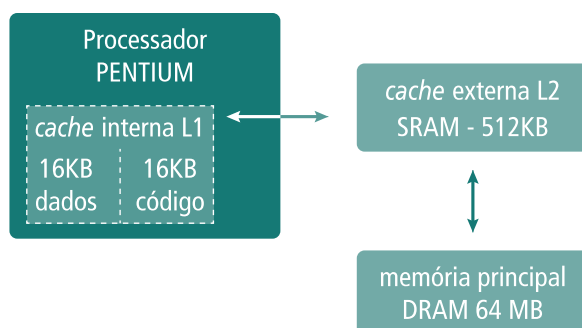 Processador
PENTIUM
cache interna L1
16KB
dados
16KB
código
cache externa L2
SRAM - 512KB
memória principal
DRAM 64 MB